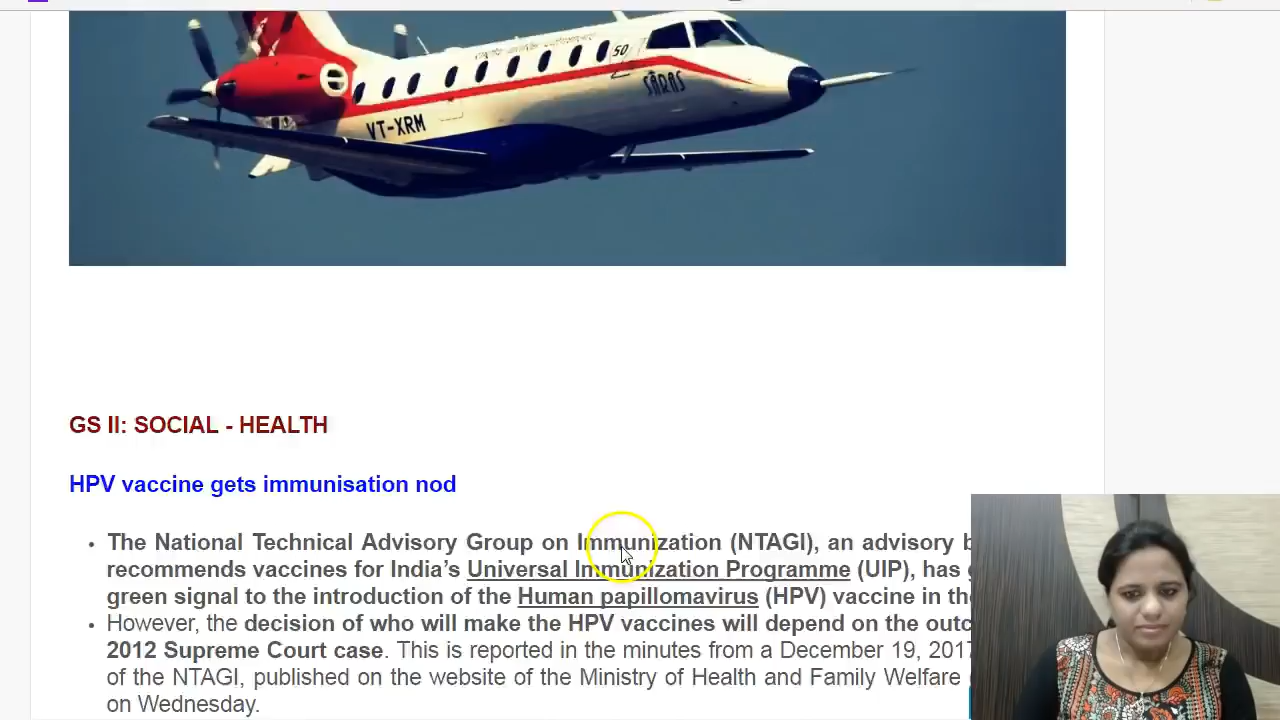 50
SARAS
VT-XRM
GS II: SOCIAL - HEALTH
HPV vaccine gets immunisation nod
• The National Technical Advisory Group on Immunization (NTAGI), an advisory
recommends vaccines for India’s Universal Immunization Programme (UIP), has
green signal to the introduction of the Human papillomavirus (HPV) vaccine in the
• However, the decision of who will make the HPV vaccines will depend on the
2012 Supreme Court case. This is reported in the minutes from a December 19, 2017
of the NTAGI, published on the website of the Ministry of Health and Family Welfare
on Wednesday.